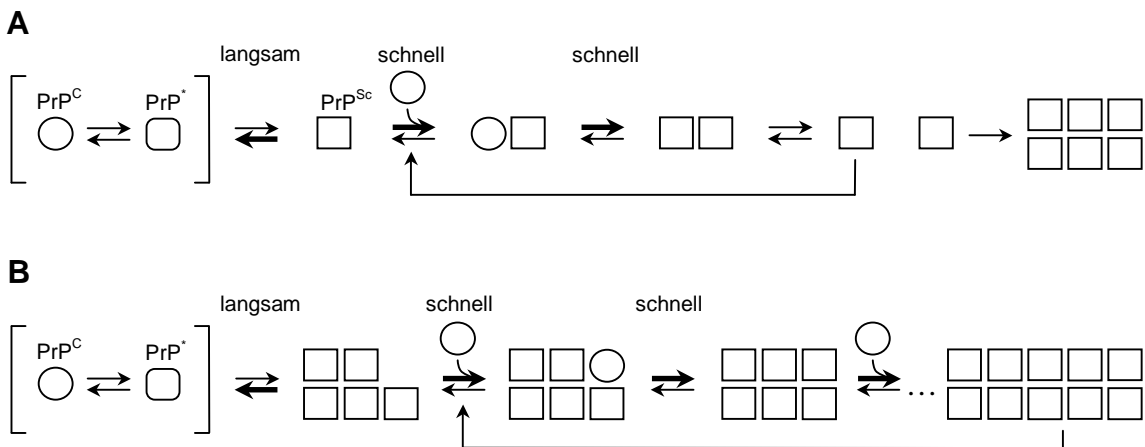 A
langsam schnell schnell
PrP^C PrP^* PrP^Sc
B
langsam schnell schnell
PrP^C PrP^*
...